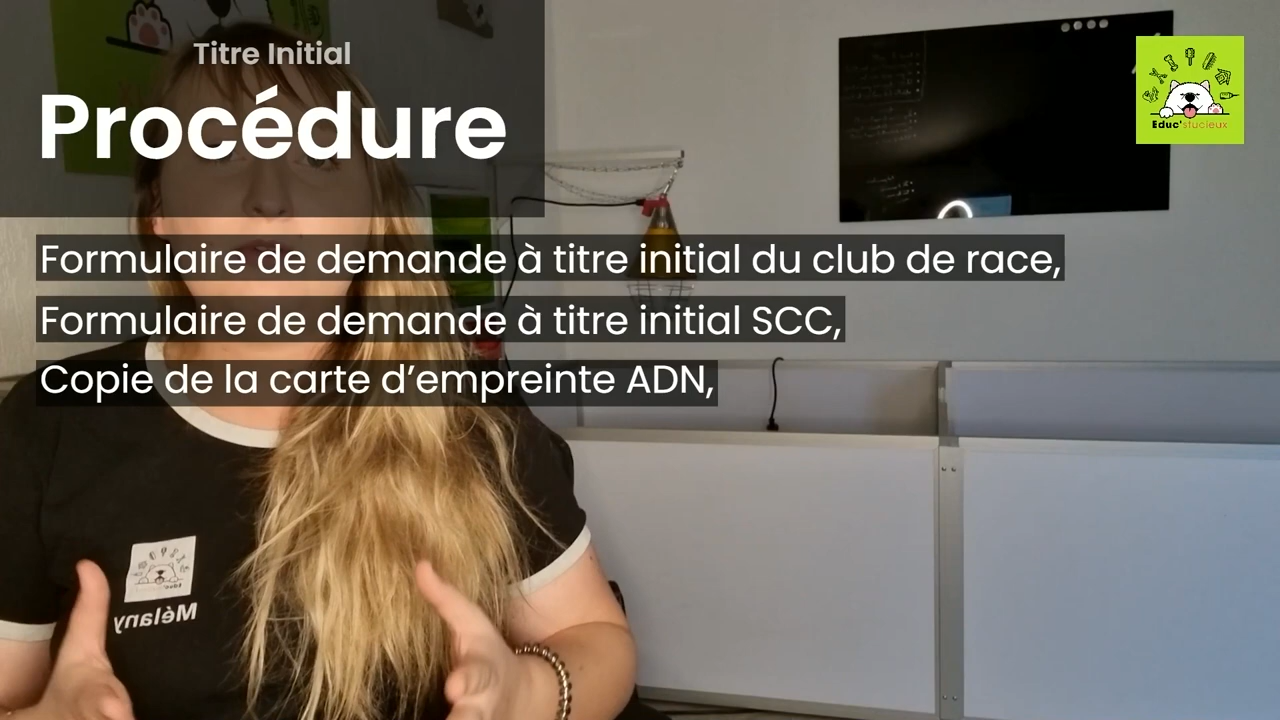 Titre Initial
Procédure
Formulaire de demande à titre initial du club de race,
Formulaire de demande à titre initial SCC,
Copie de la carte d’empreinte ADN,
Educ'stucieux
Mélany